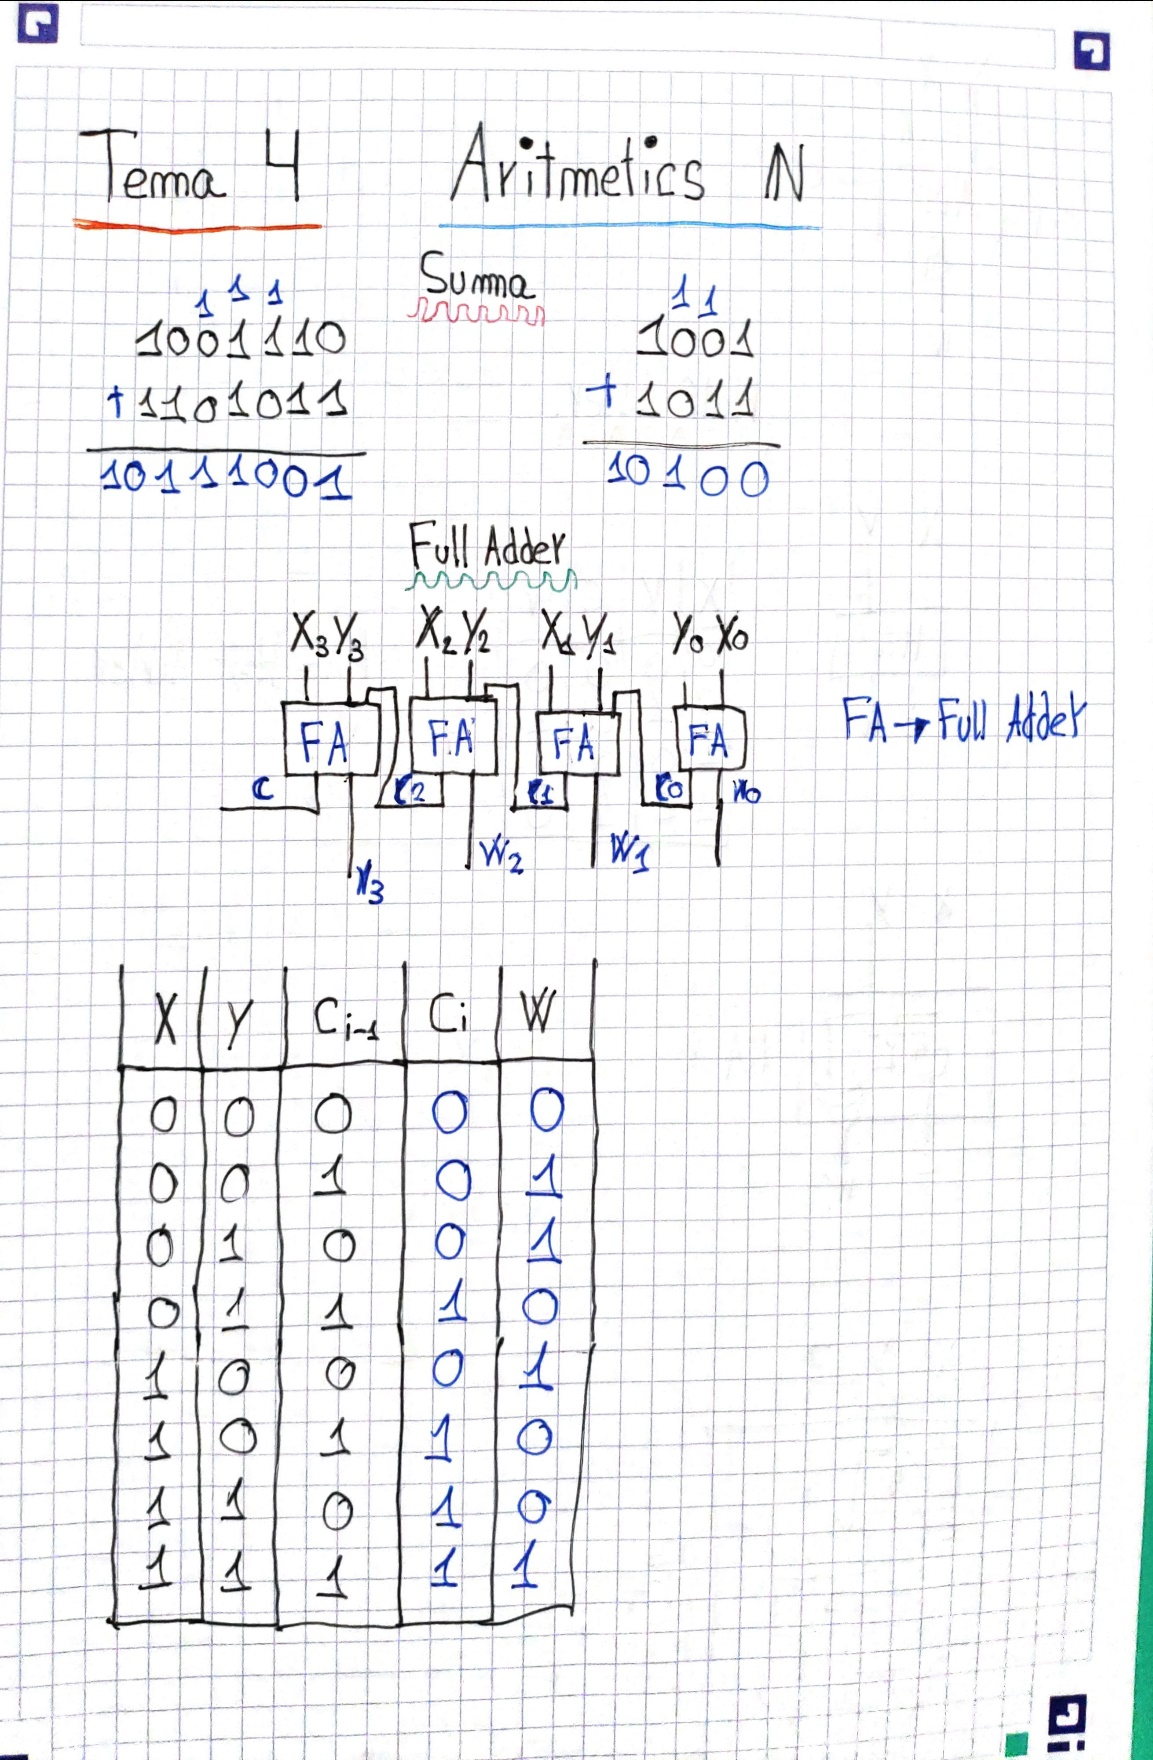 Tema 4 Aritmetics N
Suma
1 1 1
1001110
+1101011
10111001
1 1
1001
+ 1011
10100
Full Adder
X3 Y3 X2 Y2 X1 Y1 Y0 X0
FA FA FA FA
FA → Full Adder
C C2 C1 C0 W0
W3 W2 W1
X Y Ci-1 Ci W
0 0 0 0 0
0 0 1 0 1
0 1 0 0 1
0 1 1 1 0
1 0 0 0 1
1 0 1 1 0
1 1 0 1 0
1 1 1 1 1